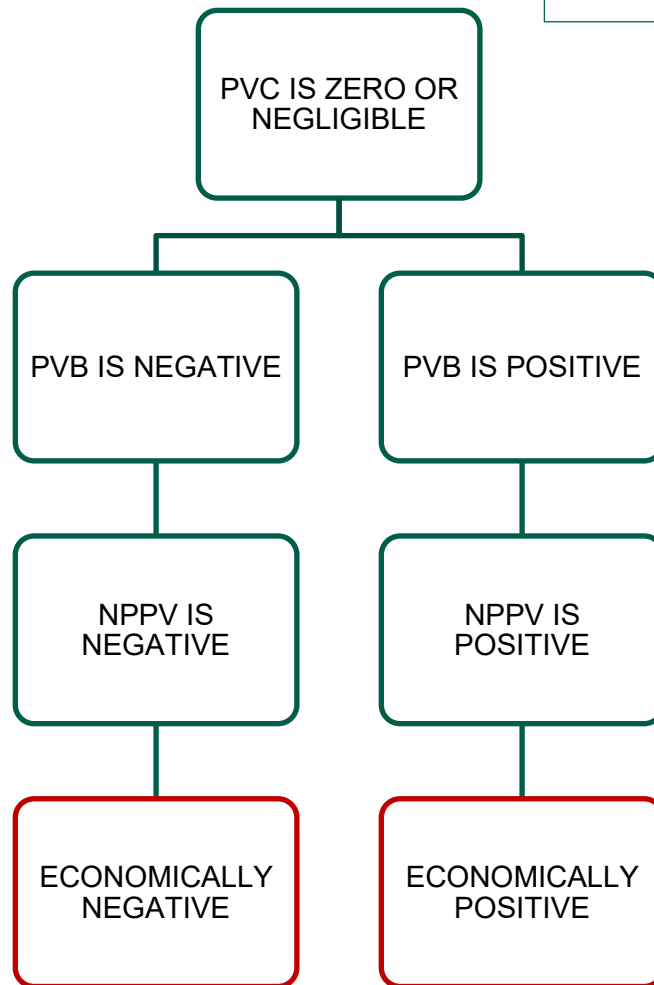 PVC IS ZERO OR
NEGLIGIBLE
PVB IS NEGATIVE
PVB IS POSITIVE
NPPV IS
NEGATIVE
NPPV IS
POSITIVE
ECONOMICALLY
NEGATIVE
ECONOMICALLY
POSITIVE